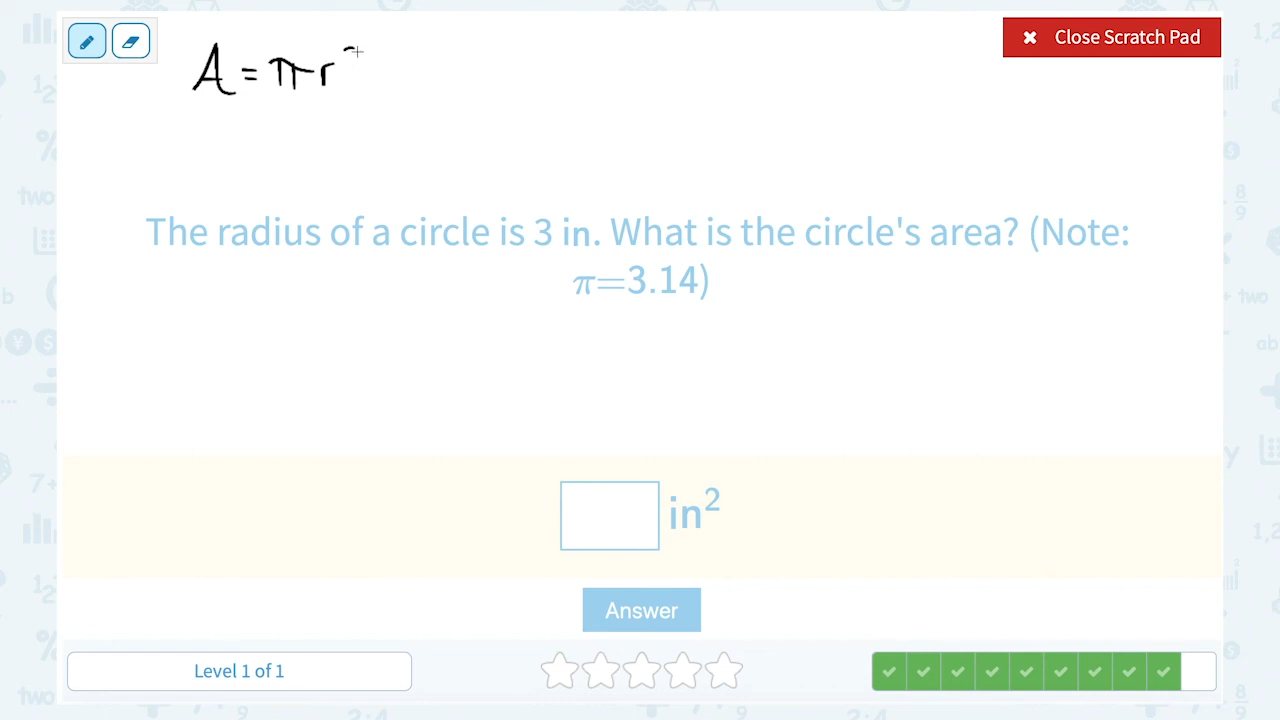 Close Scratch Pad
A = πr
The radius of a circle is 3 in. What is the circle's area? (Note:
π=3.14)
in²
Answer
Level 1 of 1